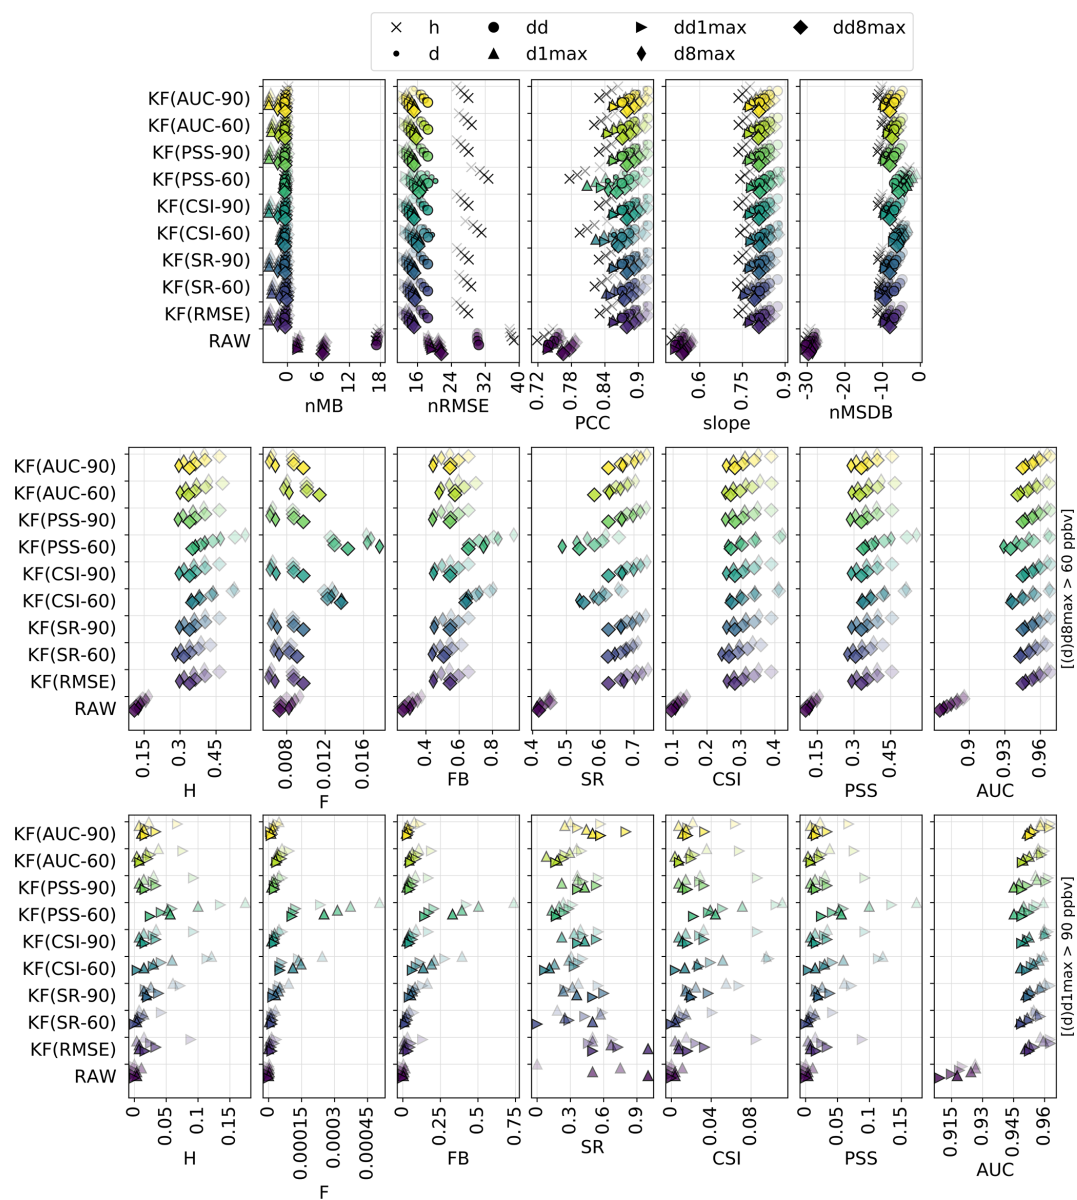 h dd dd1max dd8max
d d1max d8max
KF(AUC-90)
KF(AUC-60)
KF(PSS-90)
KF(PSS-60)
KF(CSI-90)
KF(CSI-60)
KF(SR-90)
KF(SR-60)
KF(RMSE)
RAW
0 6 12 18 16 24 32 40 0.72 0.78 0.84 0.9 0.6 0.75 0.9 -30 -20 -10 0
nMB nRMSE PCC slope nMSDB
KF(AUC-90)
KF(AUC-60)
KF(PSS-90)
KF(PSS-60)
KF(CSI-90)
KF(CSI-60)
KF(SR-90)
KF(SR-60)
KF(RMSE)
RAW
0.15 0.3 0.45 0.008 0.012 0.016 0.4 0.6 0.8 0.4 0.5 0.6 0.7 0.1 0.2 0.3 0.4 0.15 0.3 0.45 0.9 0.93 0.96
H F FB SR CSI PSS AUC
[(d)d8max > 60 ppbv]
KF(AUC-90)
KF(AUC-60)
KF(PSS-90)
KF(PSS-60)
KF(CSI-90)
KF(CSI-60)
KF(SR-90)
KF(SR-60)
KF(RMSE)
RAW
0 0.05 0.1 0.15 0 0.00015 0.0003 0.00045 0 0.25 0.5 0.75 0 0.3 0.6 0.9 0 0.04 0.08 0 0.05 0.1 0.15 0.915 0.93 0.945 0.96
H F FB SR CSI PSS AUC
[(d)d1max > 90 ppbv]